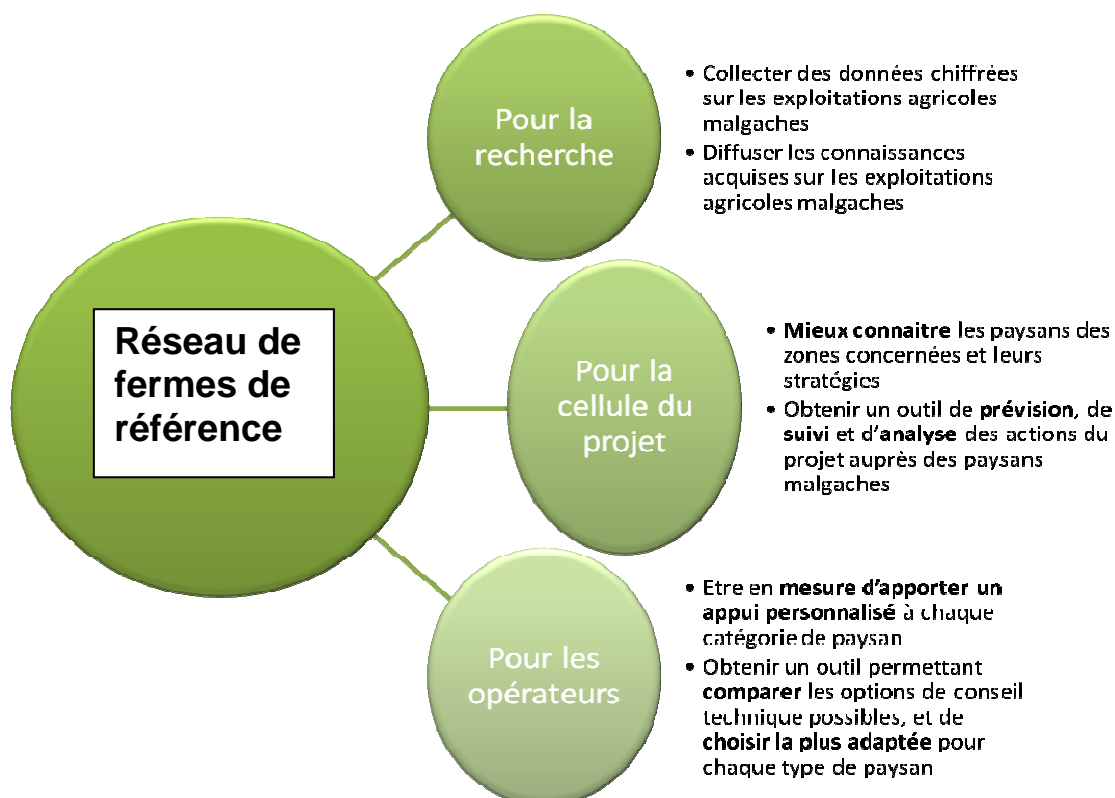 Réseau de
fermes de
référence
Pour la
recherche
• Collecter des données chiffrées
sur les exploitations agricoles
malgaches
• Diffuser les connaissances
acquises sur les exploitations
agricoles malgaches
Pour la
cellule du
projet
• Mieux connaitre les paysans des
zones concernées et leurs
stratégies
• Obtenir un outil de prévision, de
suivi et d'analyse des actions du
projet auprès des paysans
malgaches
Pour les
opérateurs
• Etre en mesure d'apporter un
appui personnalisé à chaque
catégorie de paysan
• Obtenir un outil permettant
comparer les options de conseil
technique possibles, et de
choisir la plus adaptée pour
chaque type de paysan